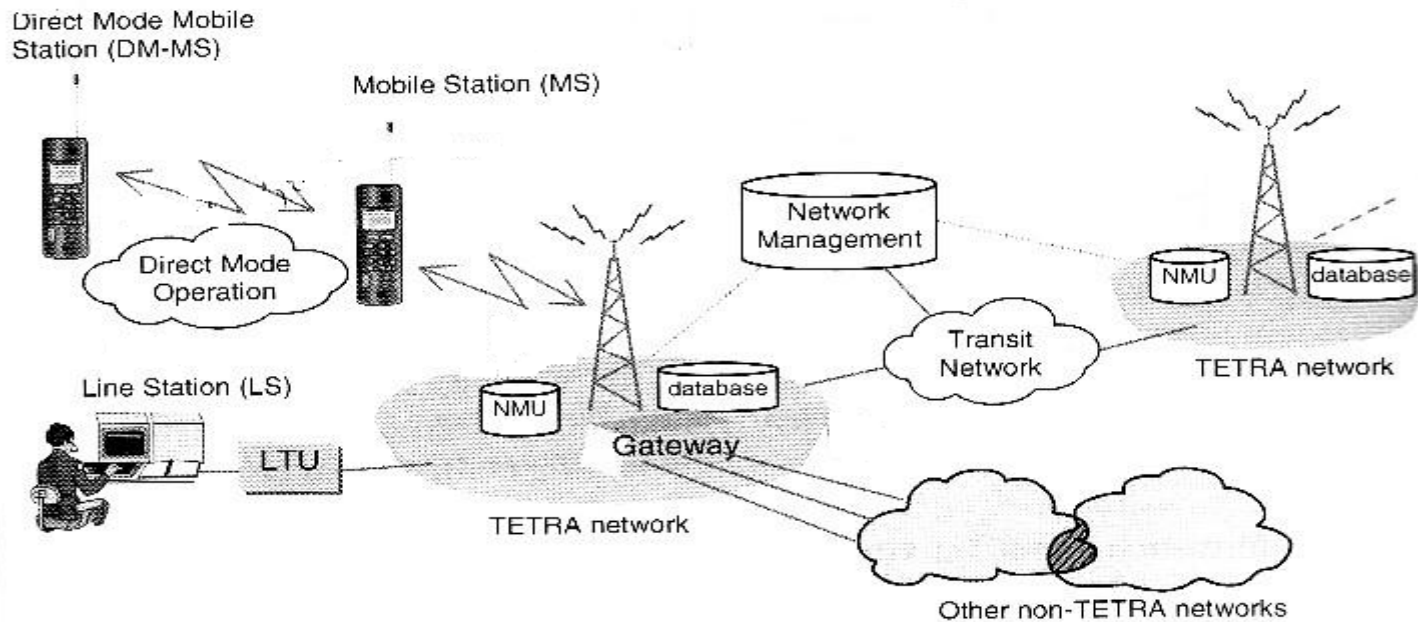 Direct Mode Mobile
Station (DM-MS)
Mobile Station (MS)
Direct Mode
Operation
Network
Management
NMU
database
TETRA network
Transit
Network
Line Station (LS)
LTU
NMU
database
Gateway
TETRA network
Other non-TETRA networks